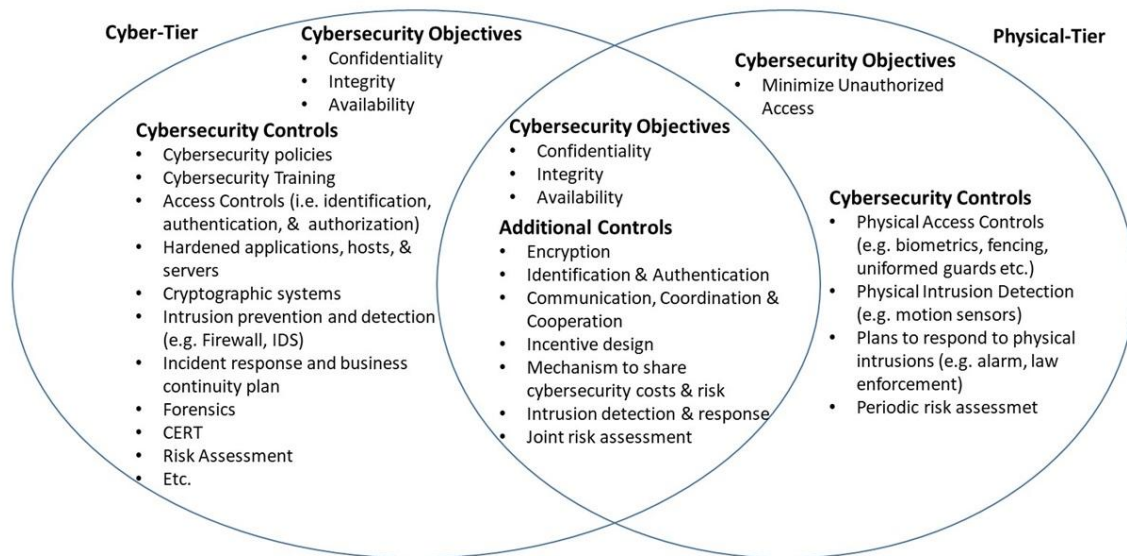 Cyber-Tier
Cybersecurity Objectives
• Confidentiality
• Integrity
• Availability
Cybersecurity Controls
• Cybersecurity policies
• Cybersecurity Training
• Access Controls (i.e. identification,
authentication, & authorization)
• Hardened applications, hosts, &
servers
• Cryptographic systems
• Intrusion prevention and detection
(e.g. Firewall, IDS)
• Incident response and business
continuity plan
• Forensics
• CERT
• Risk Assessment
• Etc.
Cybersecurity Objectives
• Confidentiality
• Integrity
• Availability
Additional Controls
• Encryption
• Identification & Authentication
• Communication, Coordination &
Cooperation
• Incentive design
• Mechanism to share
cybersecurity costs & risk
• Intrusion detection & response
• Joint risk assessment
Physical-Tier
Cybersecurity Objectives
• Minimize Unauthorized
Access
Cybersecurity Controls
• Physical Access Controls
(e.g. biometrics, fencing,
uniformed guards etc.)
• Physical Intrusion Detection
(e.g. motion sensors)
• Plans to respond to physical
intrusions (e.g. alarm, law
enforcement)
• Periodic risk assessmet